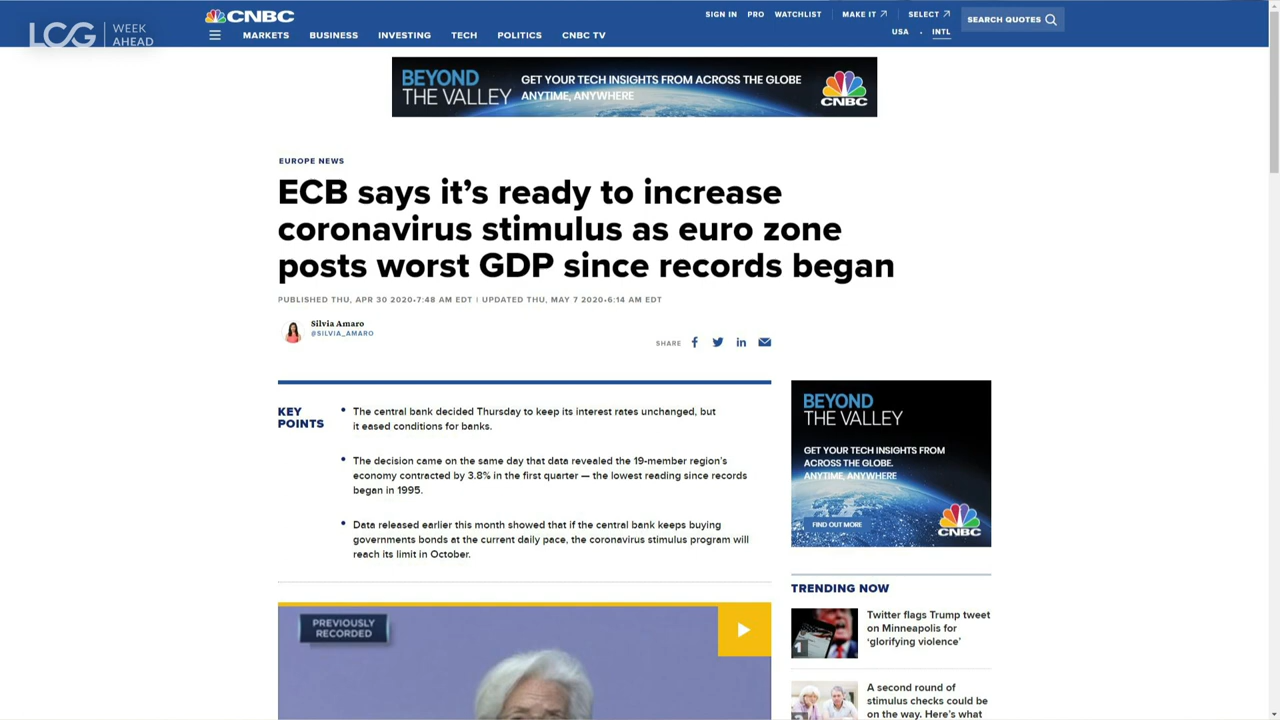 LCG WEEK AHEAD
CNBC
SIGN IN PRO WATCHLIST MAKE IT SELECT
USA INTL
SEARCH QUOTES
MARKETS BUSINESS INVESTING TECH POLITICS CNBC TV
BEYOND THE VALLEY
GET YOUR TECH INSIGHTS FROM ACROSS THE GLOBE
ANYTIME, ANYWHERE
CNBC
EUROPE NEWS
ECB says it’s ready to increase
coronavirus stimulus as euro zone
posts worst GDP since records began
PUBLISHED THU, APR 30 2020•7:48 AM EDT | UPDATED THU, MAY 7 2020•6:14 AM EDT
Silvia Amaro
@SILVIA_AMARO
SHARE
KEY
POINTS
• The central bank decided Thursday to keep its interest rates unchanged, but
it eased conditions for banks.
• The decision came on the same day that data revealed the 19-member region’s
economy contracted by 3.8% in the first quarter — the lowest reading since records
began in 1995.
• Data released earlier this month showed that if the central bank keeps buying
governments bonds at the current daily pace, the coronavirus stimulus program will
reach its limit in October.
PREVIOUSLY
RECORDED
BEYOND
THE VALLEY
GET YOUR TECH INSIGHTS FROM
ACROSS THE GLOBE.
ANYTIME, ANYWHERE
FIND OUT MORE
CNBC
TRENDING NOW
1
Twitter flags Trump tweet
on Minneapolis for
‘glorifying violence’
A second round of
stimulus checks could be
on the way. Here’s what